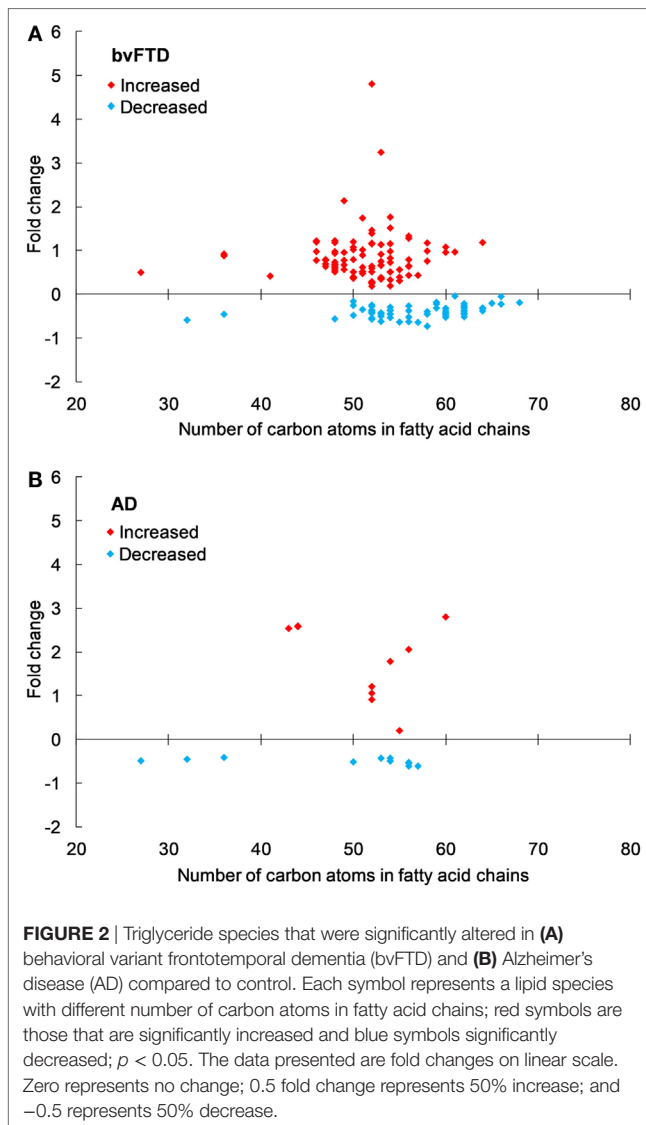 A
bvFTD
Increased
Decreased
6
5
4
3
2
1
0
-1
-2
Fold change
20 30 40 50 60 70 80
Number of carbon atoms in fatty acid chains
B
AD
Increased
Decreased
6
5
4
3
2
1
0
-1
-2
Fold change
20 30 40 50 60 70 80
Number of carbon atoms in fatty acid chains
FIGURE 2 | Triglyceride species that were significantly altered in (A)
behavioral variant frontotemporal dementia (bvFTD) and (B) Alzheimer's
disease (AD) compared to control. Each symbol represents a lipid species
with different number of carbon atoms in fatty acid chains; red symbols are
those that are significantly increased and blue symbols significantly
decreased; p < 0.05. The data presented are fold changes on linear scale.
Zero represents no change; 0.5 fold change represents 50% increase; and
−0.5 represents 50% decrease.